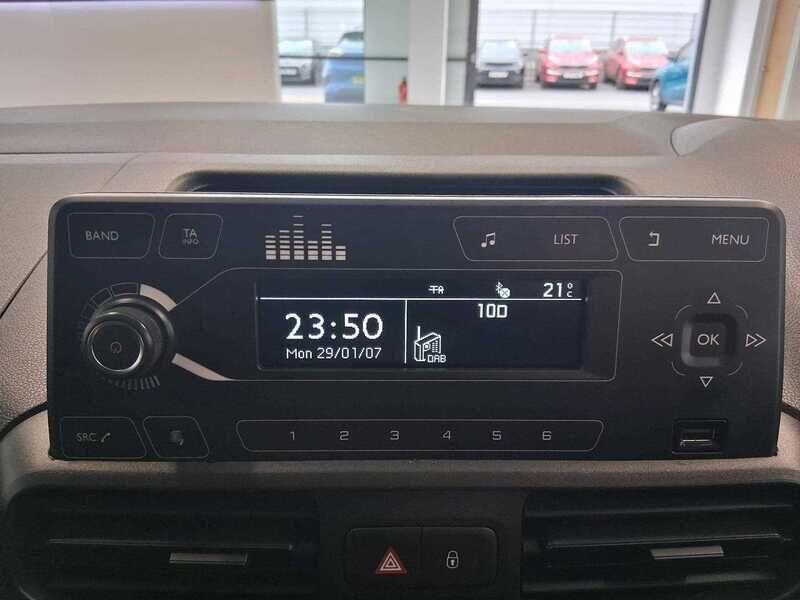 BAND
TA
INFO
LIST
MENU
TA
21°C
23:50
10D
Mon 29/01/07
DAB
OK
SRC
1 2 3 4 5 6